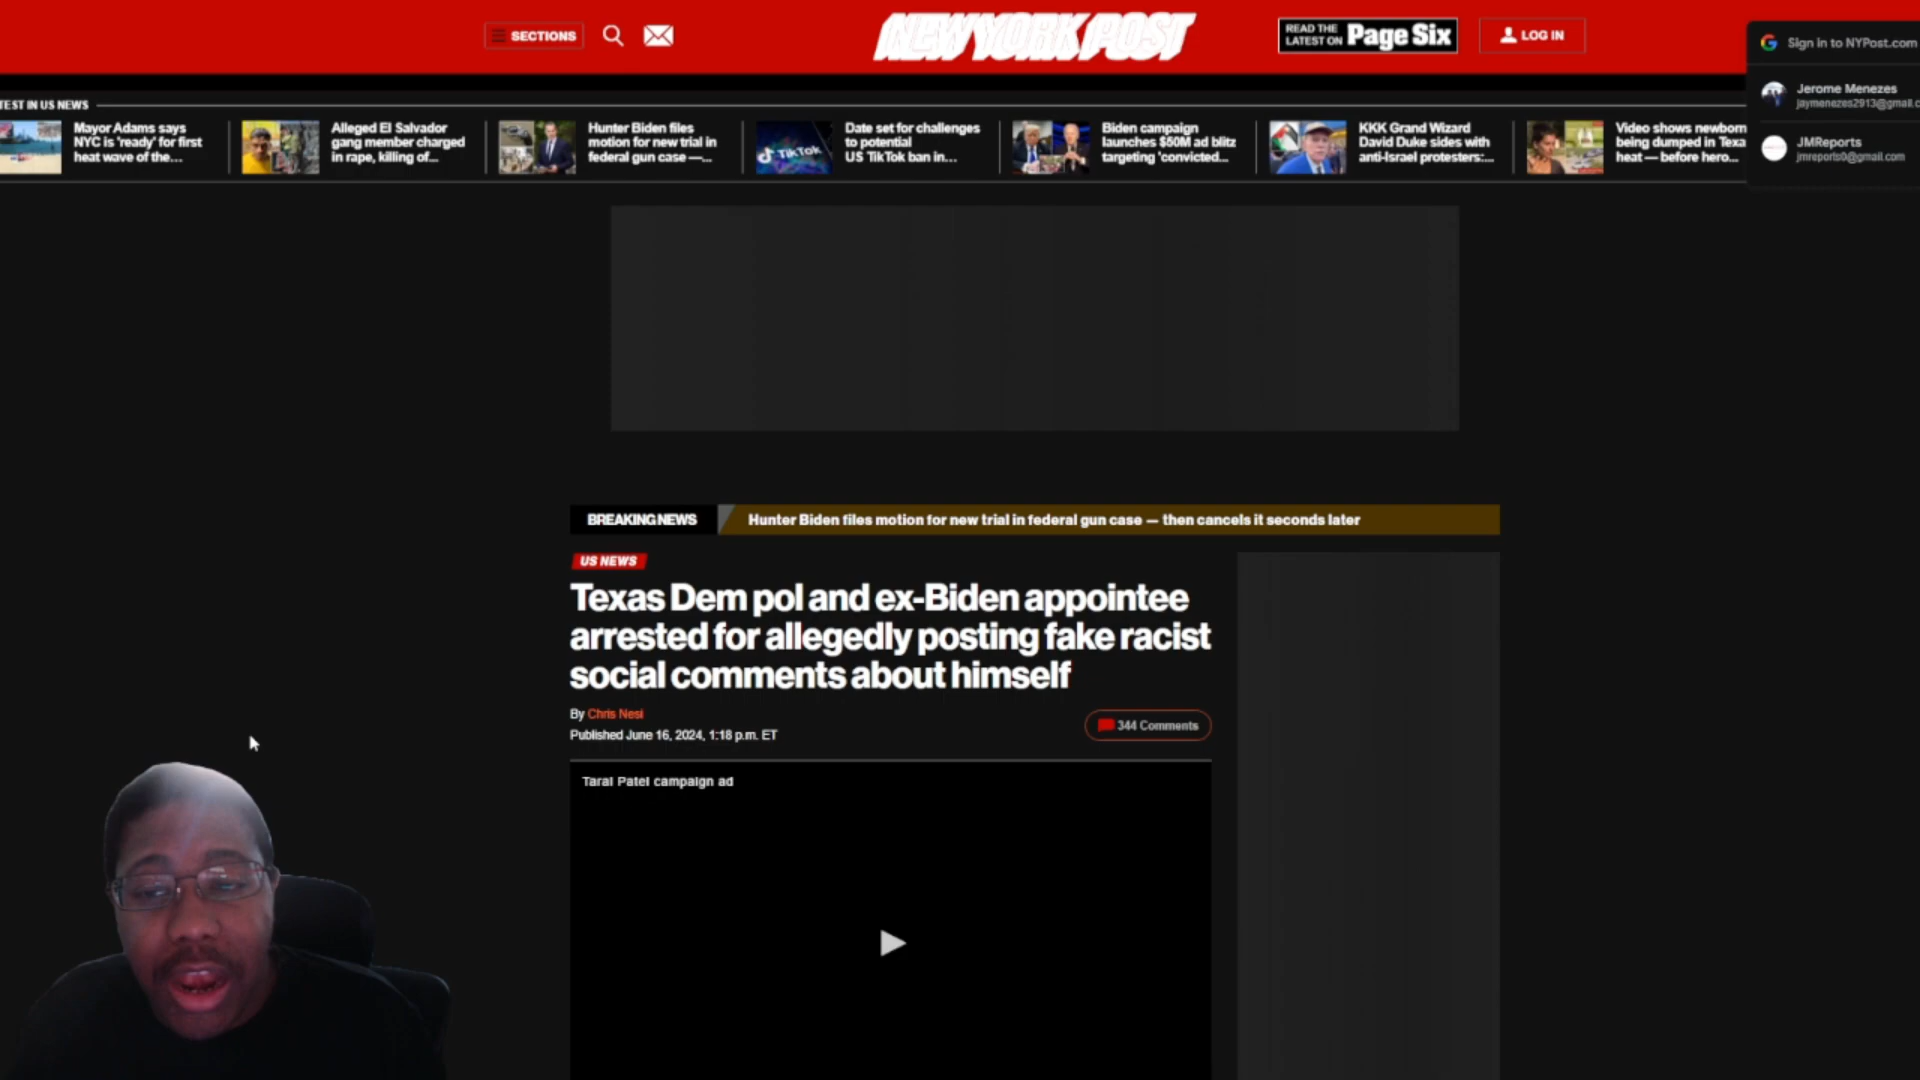 SECTIONS
NEW YORK POST
READ THE
LATEST ON
Page Six
LOG IN
Sign in to NYPost.com
Jerome Menezes
JMReports
jmreports0@gmail.com
TEST IN US NEWS
Mayor Adams says
NYC is 'ready' for first
heat wave of the...
Alleged El Salvador
gang member charged
in rape, killing of...
Hunter Biden files
motion for new trial in
federal gun case —...
TikTok
Date set for challenges
to potential
US TikTok ban in...
Biden campaign
launches $50M ad blitz
targeting 'convicted...
KKK Grand Wizard
David Duke sides with
anti-Israel protesters:...
Video shows newborn
being dumped in Texa
heat — before hero...
BREAKING NEWS
Hunter Biden files motion for new trial in federal gun case — then cancels it seconds later
US NEWS
Texas Dem pol and ex-Biden appointee
arrested for allegedly posting fake racist
social comments about himself
By Chris Nesi
Published June 16, 2024, 1:18 p.m. ET
344 Comments
Taral Patel campaign ad